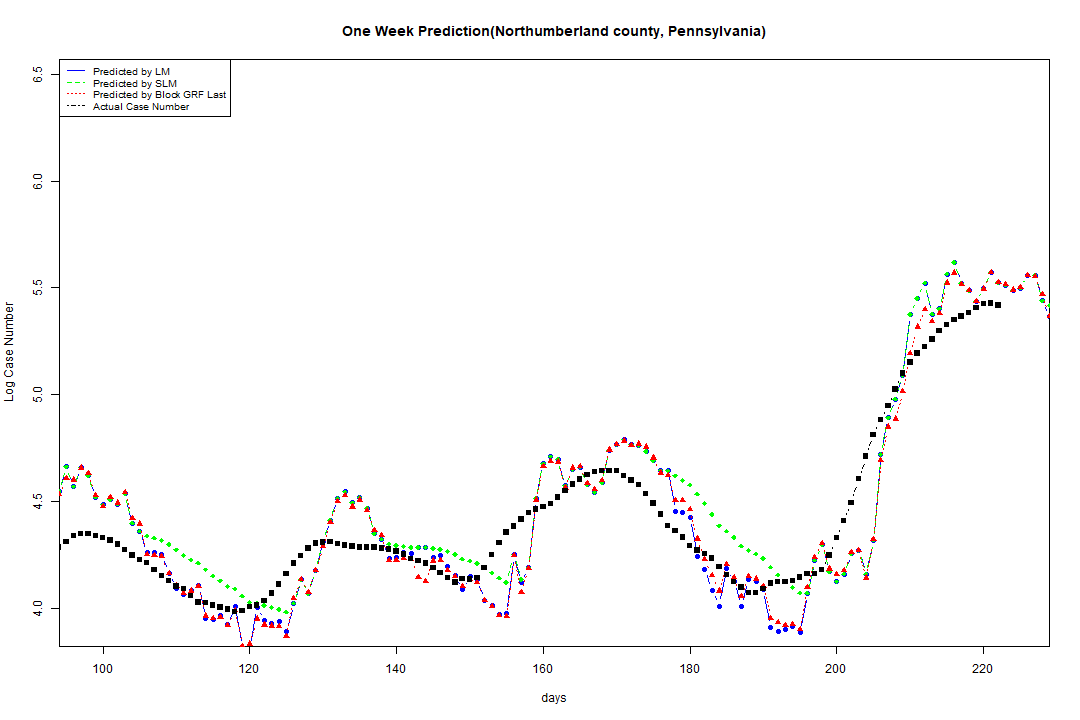 One Week Prediction(Northumberland county, Pennsylvania)
6.5
6.0
5.5
5.0
4.5
4.0
Log Case Number
Predicted by LM
Predicted by SLM
Predicted by Block GRF Last
Actual Case Number
100 120 140 160 180 200 220
days